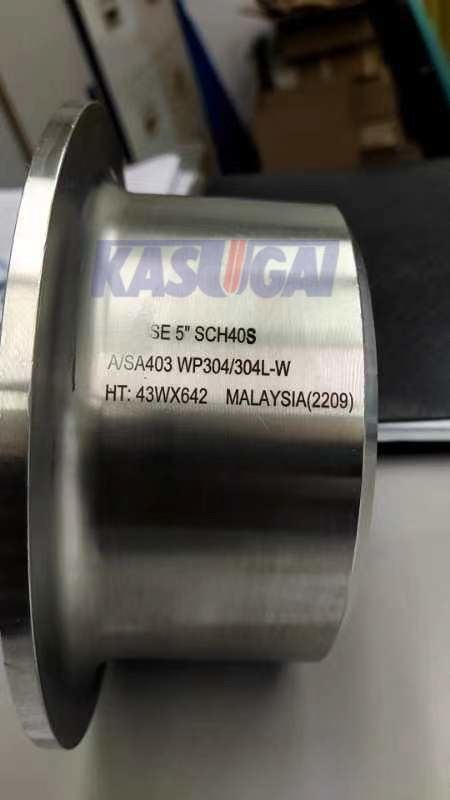 KASUGAI
SE 5" SCH40S
A/SA403 WP304/304L-W
HT: 43WX642 MALAYSIA(2209)